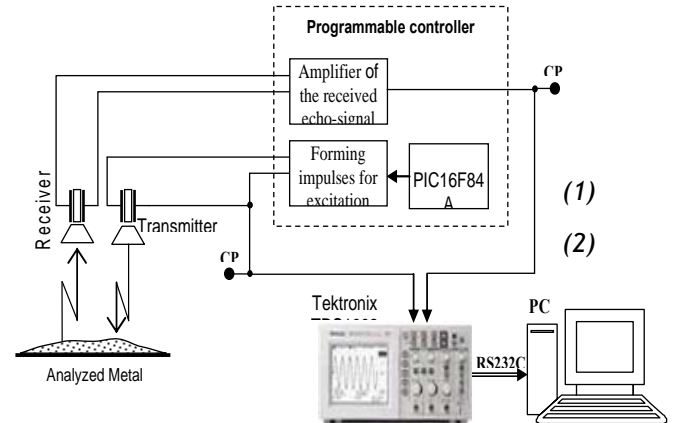 Programmable controller
Amplifier of
the received
echo-signal
CP
Forming
impulses for
excitation
PIC16F84
A
(1)
(2)
Receiver
Transmitter
CP
Tektronix
PC
RS232C
Analyzed Metal